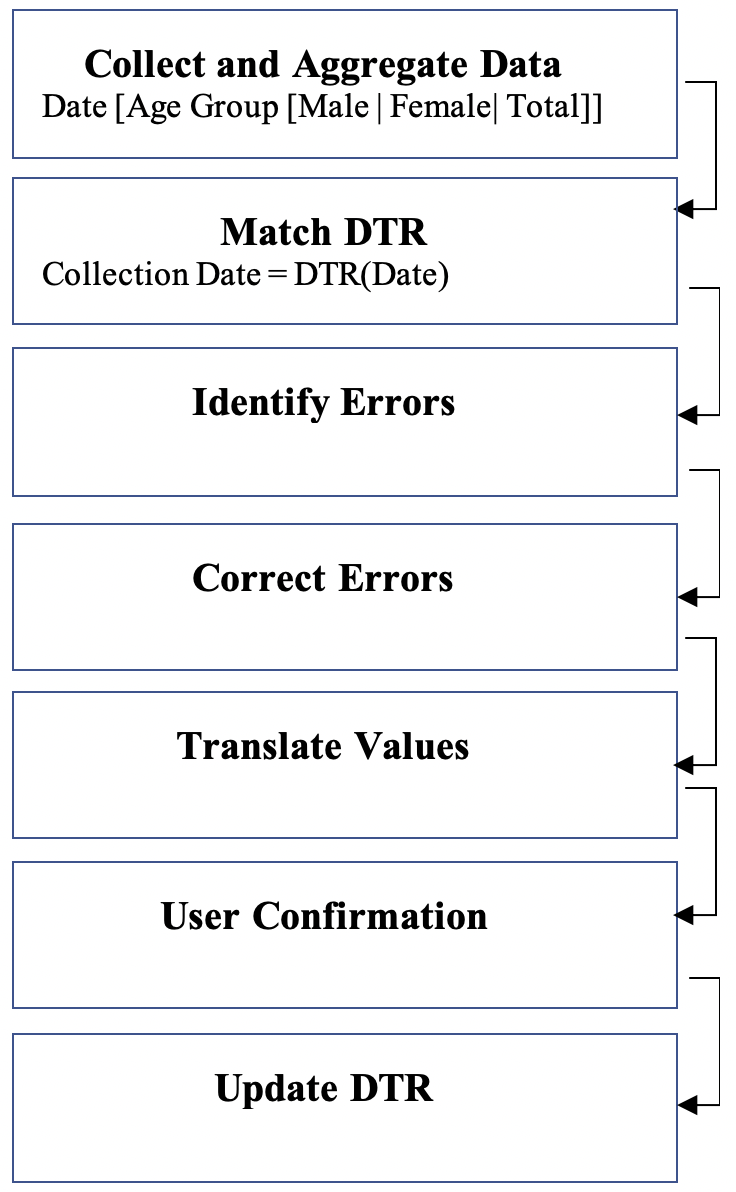 Collect and Aggregate Data
Date [Age Group [Male | Female| Total]]
Match DTR
Collection Date = DTR(Date)
Identify Errors
Correct Errors
Translate Values
User Confirmation
Update DTR